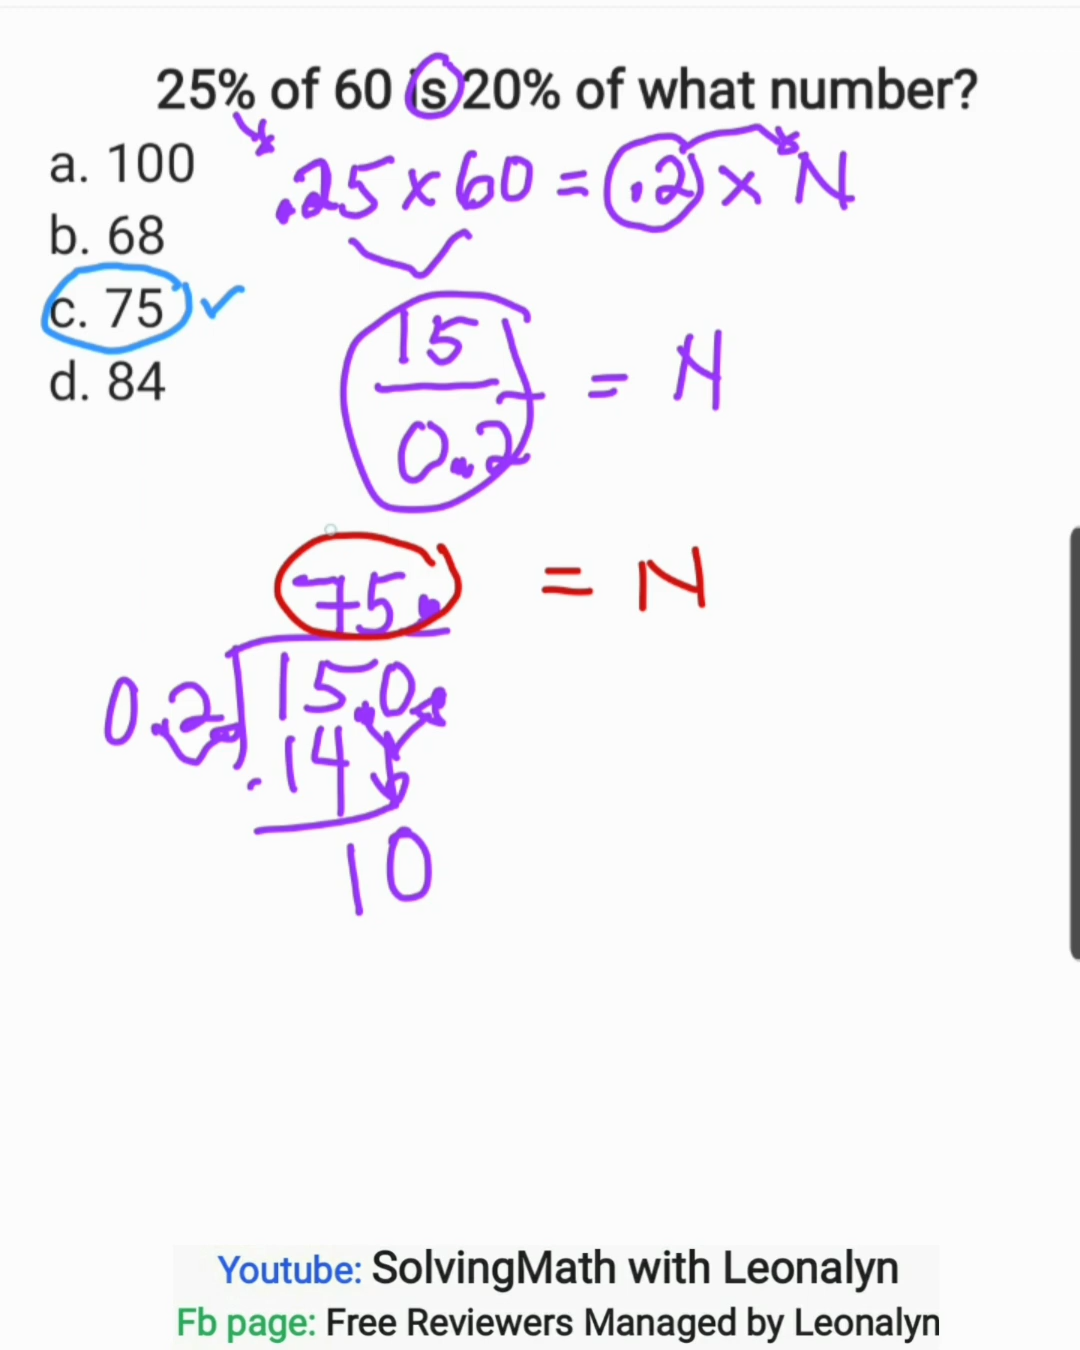 25% of 60 is 20% of what number?
a. 100
.25 x 60 = .2 x N
b. 68
c. 75 ✓
d. 84
15
0.2
= N
75. = N
0.2. 15.0.
14
10
Youtube: SolvingMath with Leonalyn
Fb page: Free Reviewers Managed by Leonalyn